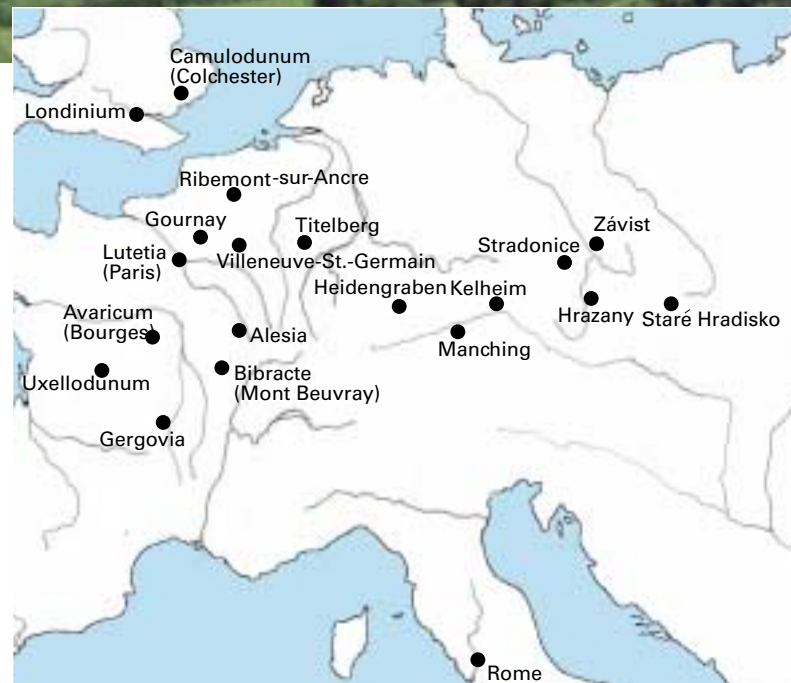 Camulodunum
(Colchester)
Londinium
Ribemont-sur-Ancre
Gournay
Titelberg
Závist
Lutetia
(Paris)
Villeneuve-St.-Germain
Stradonice
Heidengraben
Kelheim
Avaricum
(Bourges)
Alesia
Hrazany
Staré Hradisko
Manching
Uxellodunum
Bibracte
(Mont Beuvray)
Gergovia
Rome